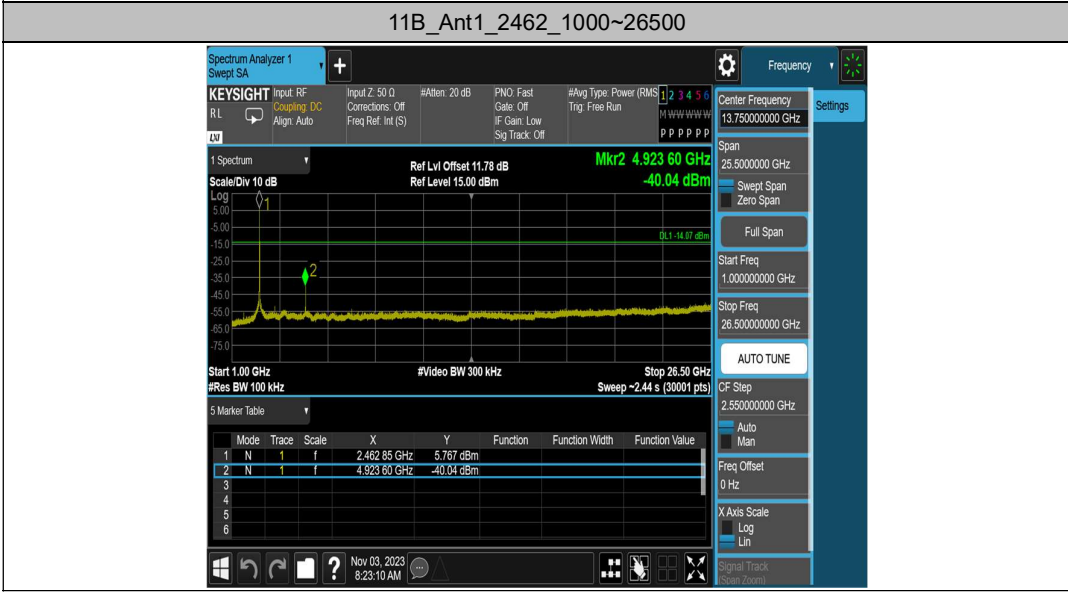 11B_Ant1_2462_1000~26500
Spectrum Analyzer 1
Swept SA
+
Frequency
KEYSIGHT
RL
LXI
Input: RF
Coupling: DC
Align: Auto
Input Z: 50 Ω
Corrections: Off
Freq Ref: Int (S)
#Atten: 20 dB
PNO: Fast
Gate: Off
IF Gain: Low
Sig Track: Off
#Avg Type: Power (RMS
Trig: Free Run
1 2 3 4 5 6
M W W W W W
P P P P P P
1 Spectrum
Scale/Div 10 dB
Ref Lvl Offset 11.78 dB
Ref Level 15.00 dBm
Mkr2 4.923 60 GHz
-40.04 dBm
Log
5.00
-5.00
-15.0
-25.0
-35.0
-45.0
-55.0
-65.0
-75.0
1
2
DL1 -14.07 dBm
Start 1.00 GHz
#Res BW 100 kHz
#Video BW 300 kHz
Stop 26.50 GHz
Sweep ~2.44 s (30001 pts)
5 Marker Table
Mode Trace Scale X Y Function Function Width Function Value
1 N 1 f 2.462 85 GHz 5.767 dBm
2 N 1 f 4.923 60 GHz -40.04 dBm
3
4
5
6
Nov 03, 2023
8:23:10 AM
?
Center Frequency
13.750000000 GHz
Settings
Span
25.5000000 GHz
Swept Span
Zero Span
Full Span
Start Freq
1.000000000 GHz
Stop Freq
26.500000000 GHz
AUTO TUNE
CF Step
2.550000000 GHz
Auto
Man
Freq Offset
0 Hz
X Axis Scale
Log
Lin
Signal Track
(Span Zoom)